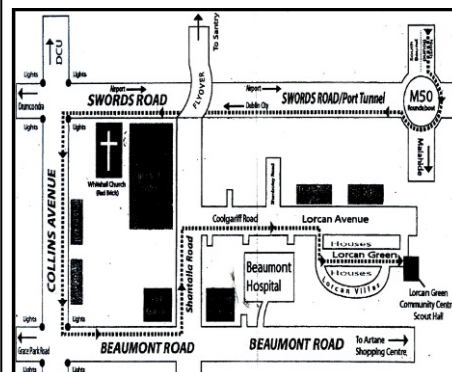 To Santry
DCU
Lights
Lights
Airport
Airport
SWORDS ROAD
FLYOVER
Dublin City
SWORDS ROAD/Port Tunnel
M50
Roundabout
Drumcondra
Lights
Lights
Malahide
COLLINS AVENUE
Whitehall Church
(Red Brick)
Shanrath Road
Coolgariff Road
Lorcan Avenue
Shantalla Road
Houses
Lorcan Green
Houses
Lorcan Villas
Beaumont
Hospital
Lorcan Green
Community Centre
Scout Hall
Lights
Lights
Grace Park Road
BEAUMONT ROAD
BEAUMONT ROAD
To Artane
Shopping Centre
Lights
Lights